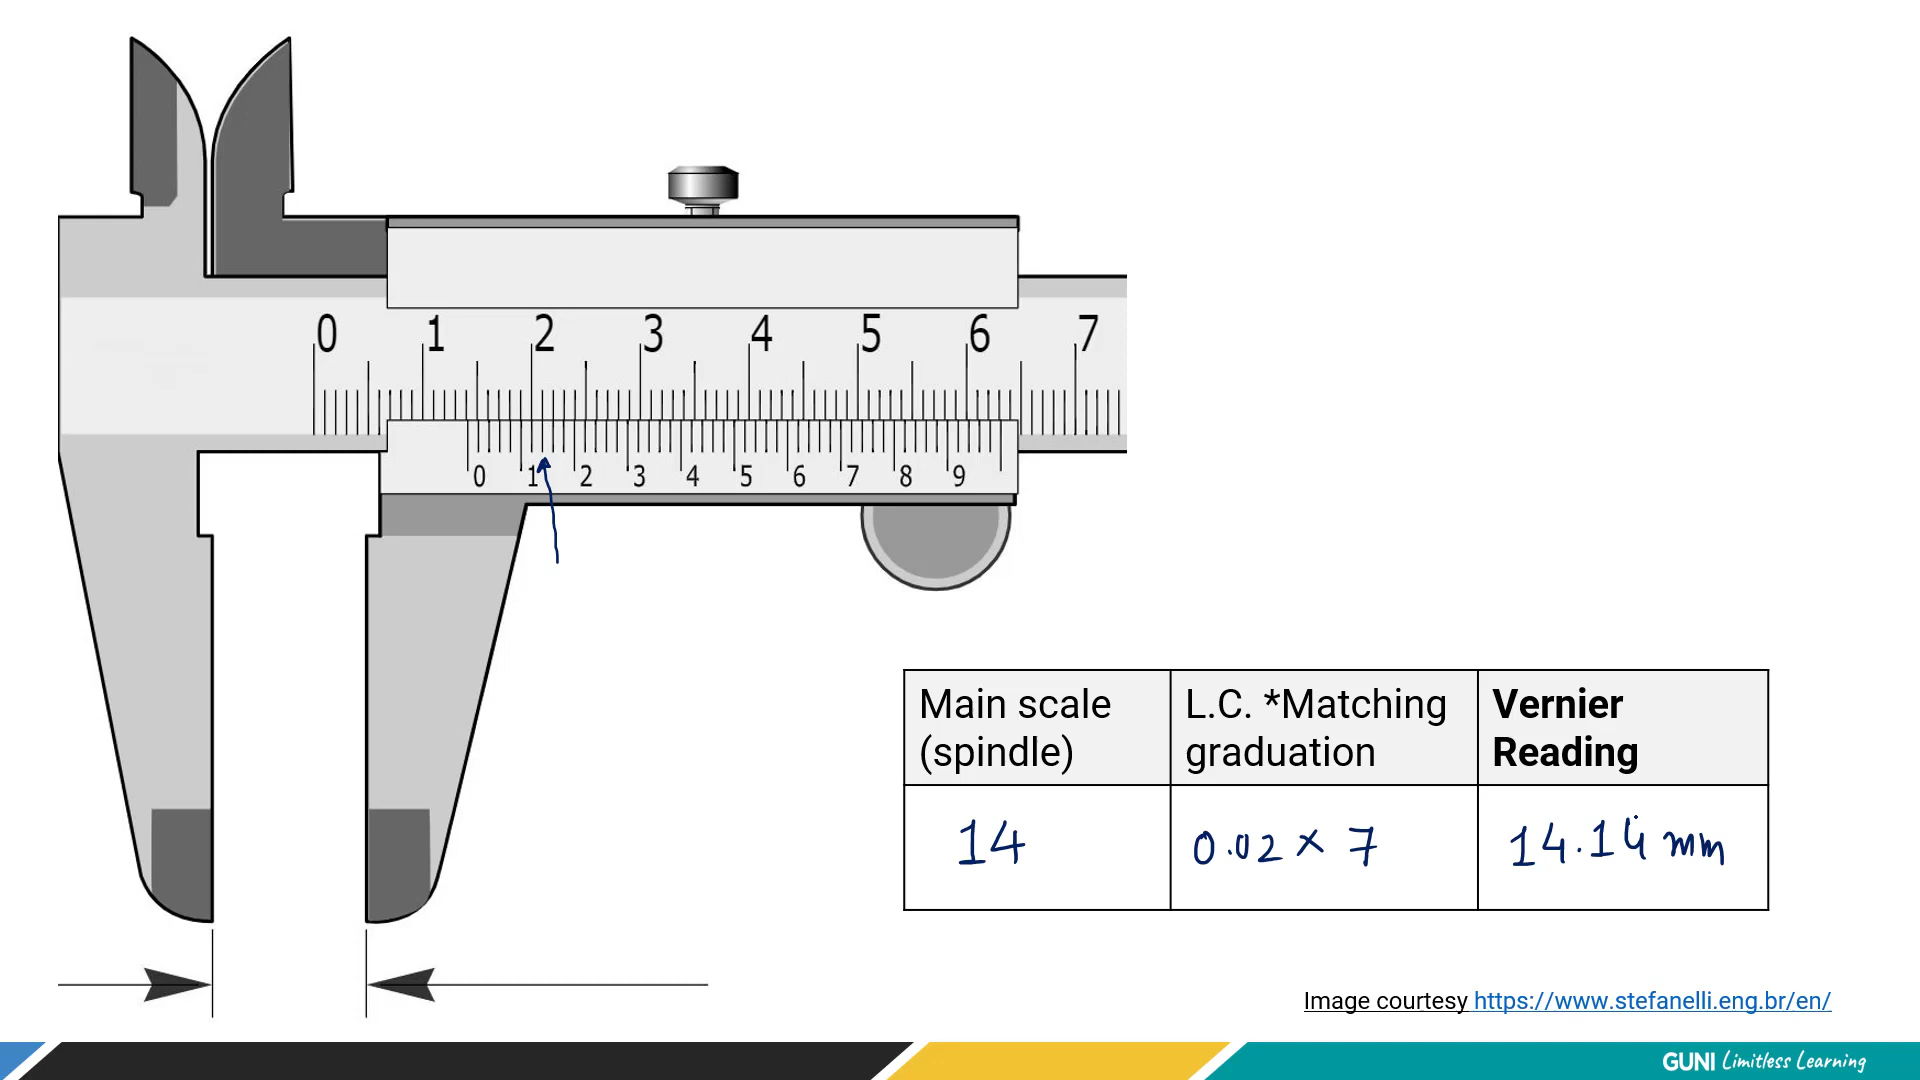 0 1 2 3 4 5 6 7
0 1 2 3 4 5 6 7 8 9
Main scale (spindle) L.C. *Matching graduation Vernier Reading
14 0.02 × 7 14.14 mm
Image courtesy https://www.stefanelli.eng.br/en/
GUNI Limitless Learning